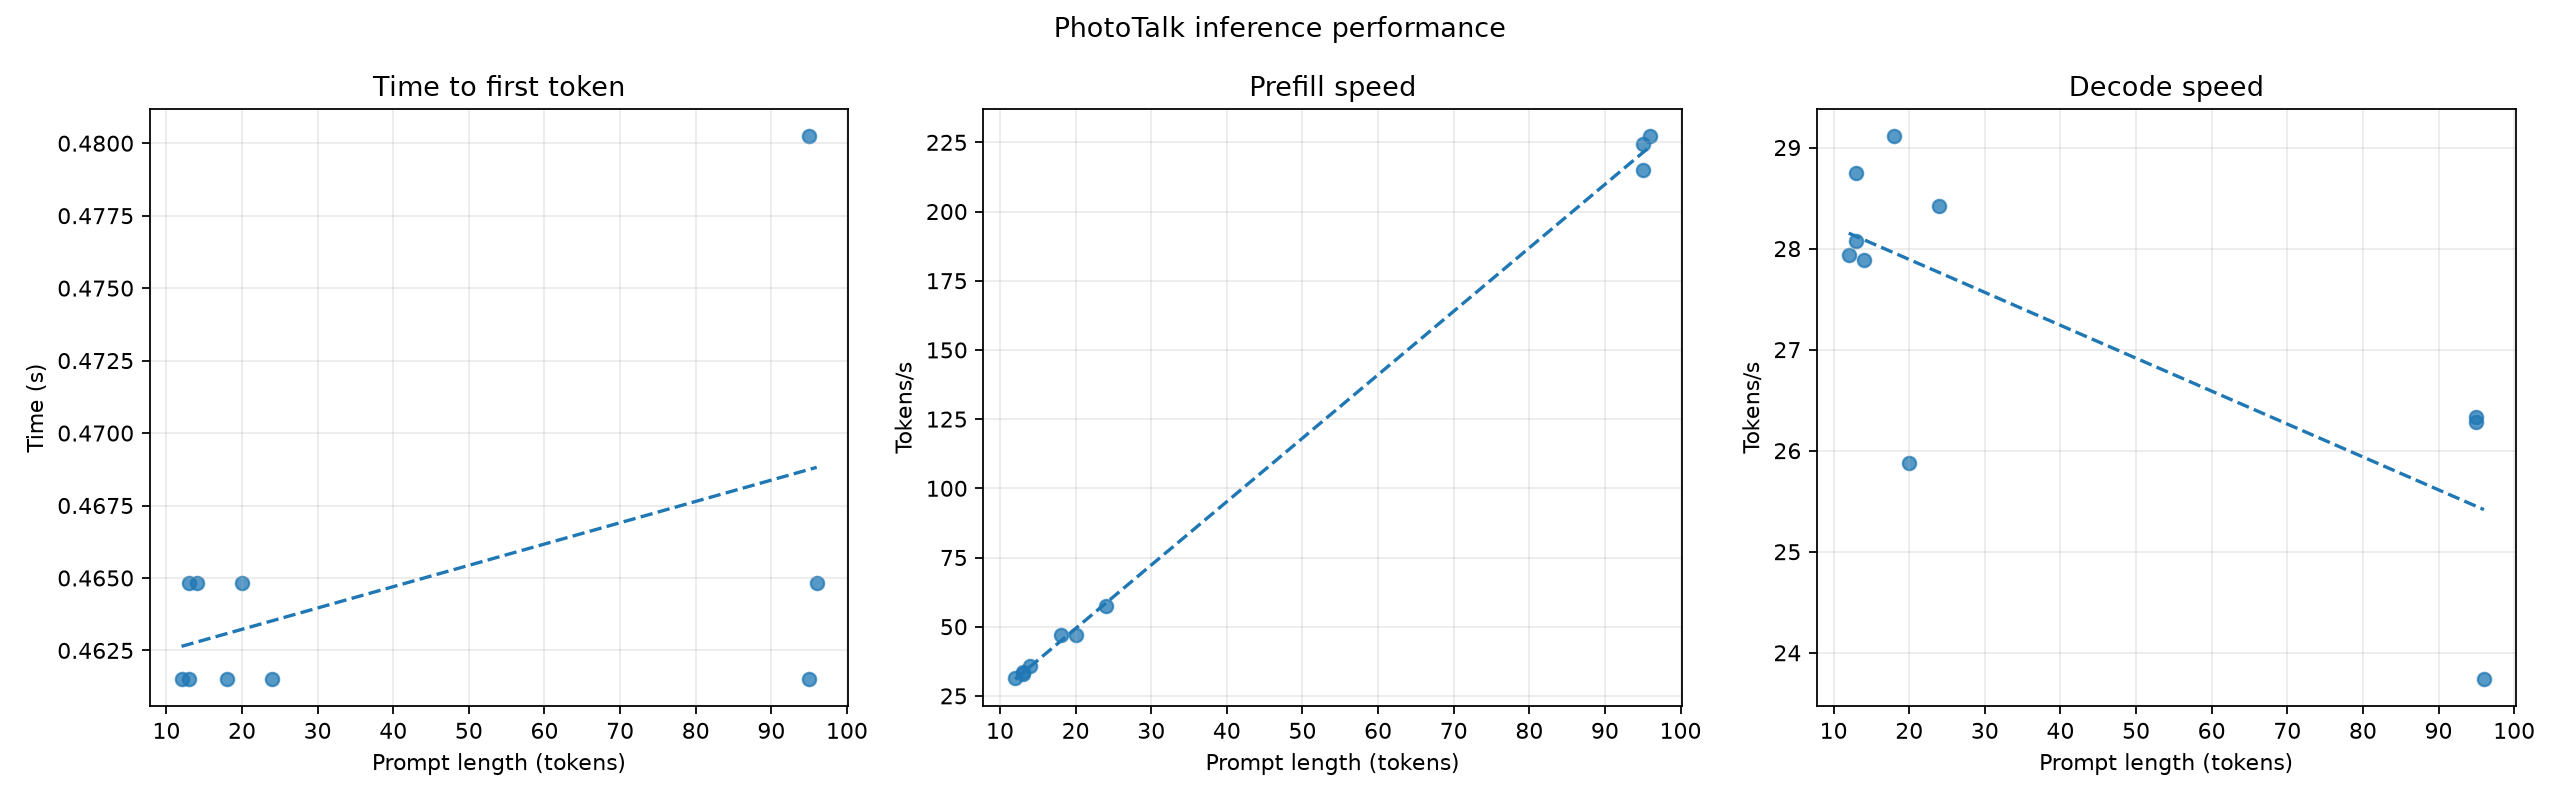 PhotoTalk inference performance
Time to first token
Time (s)
0.4800
0.4775
0.4750
0.4725
0.4700
0.4675
0.4650
0.4625
10 20 30 40 50 60 70 80 90 100
Prompt length (tokens)
Prefill speed
Tokens/s
225
200
175
150
125
100
75
50
25
10 20 30 40 50 60 70 80 90 100
Prompt length (tokens)
Decode speed
Tokens/s
29
28
27
26
25
24
10 20 30 40 50 60 70 80 90 100
Prompt length (tokens)